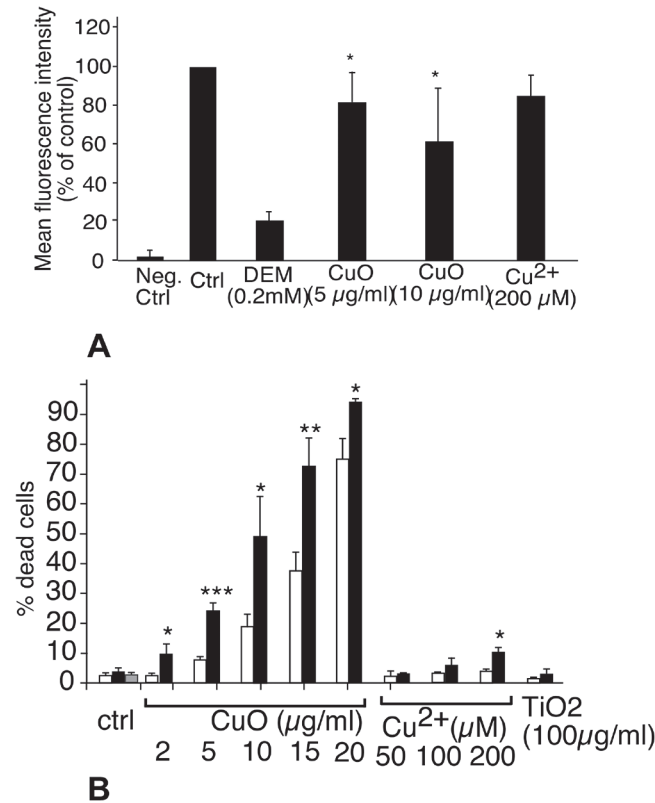 Mean fluorescence intensity
(% of control)
120
100
80
60
40
20
0
*
*
Neg.
Ctrl
Ctrl
DEM
(0.2mM)
CuO
(5 µg/ml)
CuO
(10 µg/ml)
Cu2+
(200 µM)
A
% dead cells
90
80
70
60
50
40
30
20
10
0
*
***
*
**
*
*
ctrl
CuO (µg/ml)
2 5 10 15 20
Cu2+(µM)
50 100 200
TiO2
(100µg/ml)
B